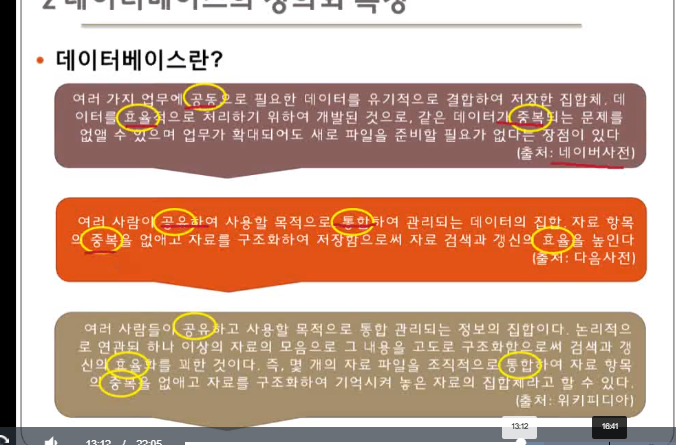 2 데이터베이스의 정의와 특징
• 데이터베이스란?
여러 가지 업무에 공동으로 필요한 데이터를 유기적으로 결합하여 저장한 집합체. 데
이터를 효율적으로 처리하기 위하여 개발된 것으로, 같은 데이터가 중복되는 문제를
없앨 수 있으며 업무가 확대되어도 새로 파일을 준비할 필요가 없다는 장점이 있다
(출처: 네이버사전)
여러 사람이 공유하여 사용할 목적으로 통합하여 관리되는 데이터의 집합. 자료 항목
의 중복을 없애고 자료를 구조화하여 저장함으로써 자료 검색과 갱신의 효율을 높인다
(출처: 다음사전)
여러 사람들이 공유하고 사용할 목적으로 통합 관리되는 정보의 집합이다. 논리적으
로 연관된 하나 이상의 자료의 모음으로 그 내용을 고도로 구조화함으로써 검색과 갱
신의 효율화를 꾀한 것이다. 즉, 몇 개의 자료 파일을 조직적으로 통합하여 자료 항목
의 중복을 없애고 자료를 구조화하여 기억시켜 놓은 자료의 집합체라고 할 수 있다.
(출처: 위키피디아)
13:12 16:41
13:12 / 22:05